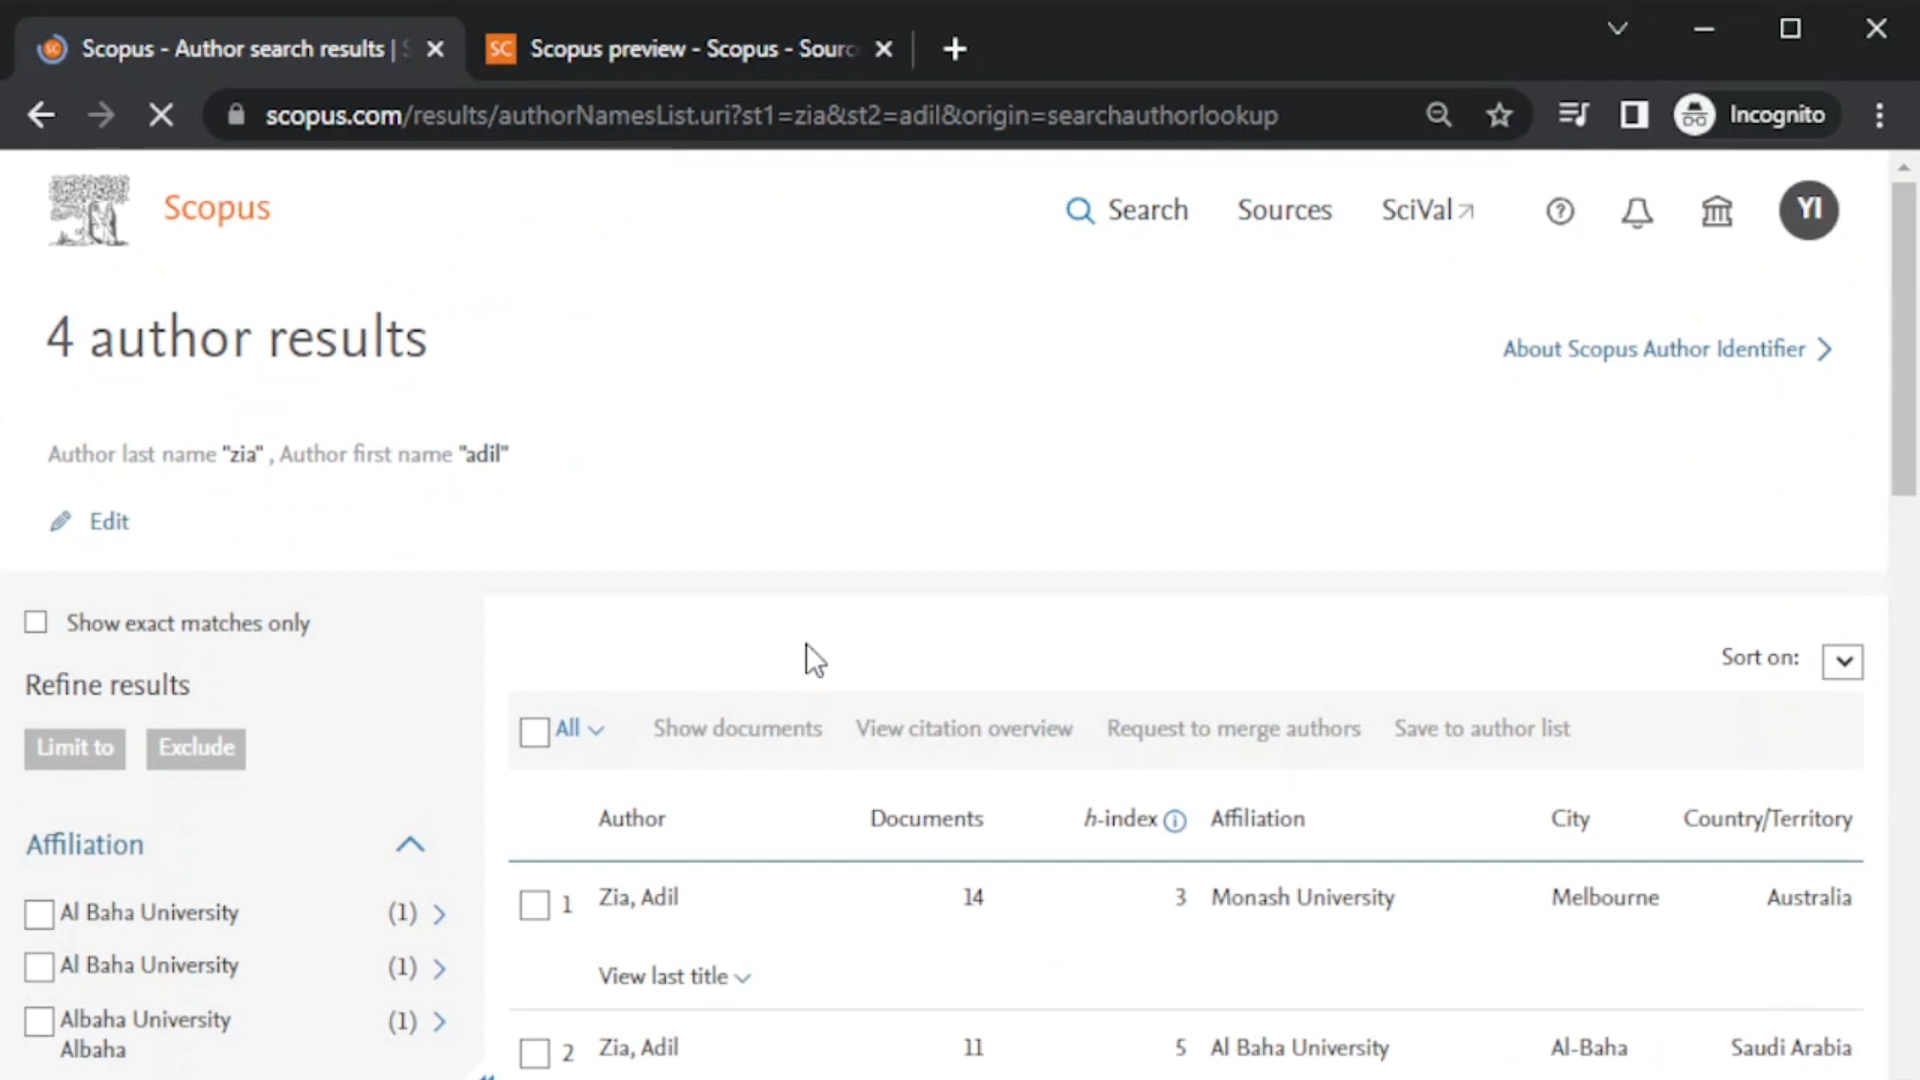 Scopus - Author search results |
Scopus preview - Scopus - Sourc
scopus.com/results/authorNamesList.uri?st1=zia&st2=adil&origin=searchauthorlookup
Incognito
Scopus
Search
Sources
SciVal
YI
4 author results
About Scopus Author Identifier
Author last name "zia" , Author first name "adil"
Edit
Show exact matches only
Refine results
Limit to
Exclude
Affiliation
Al Baha University (1)
Al Baha University (1)
Albaha University (1)
Albaha
Sort on:
All
Show documents
View citation overview
Request to merge authors
Save to author list
Author Documents h-index Affiliation City Country/Territory
1 Zia, Adil 14 3 Monash University Melbourne Australia
View last title
2 Zia, Adil 11 5 Al Baha University Al-Baha Saudi Arabia